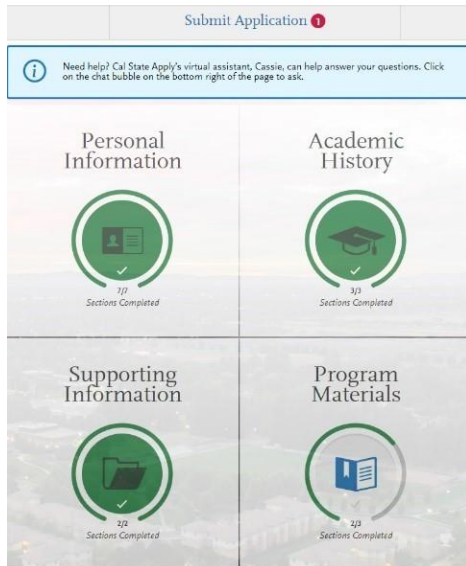 Submit Application 1
Need help? Cal State Apply's virtual assistant, Cassie, can help answer your questions. Click
on the chat bubble on the bottom right of the page to ask.
Personal
Information
7/7
Sections Completed
Academic
History
3/3
Sections Completed
Supporting
Information
2/2
Sections Completed
Program
Materials
2/3
Sections Completed